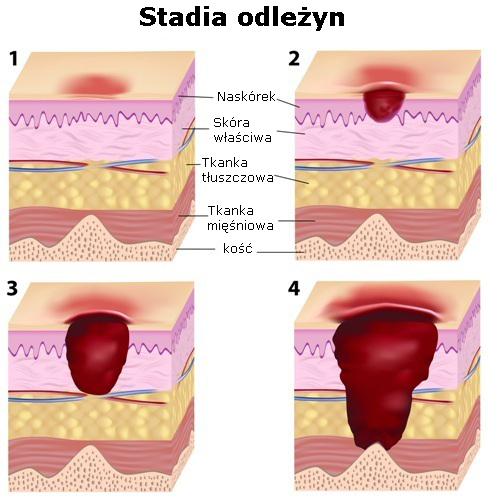 Stadia odleżyn
1
2
Naskórek
Skóra
właściwa
Tkanka
tłuszczowa
Tkanka
mięśniowa
kość
3
4